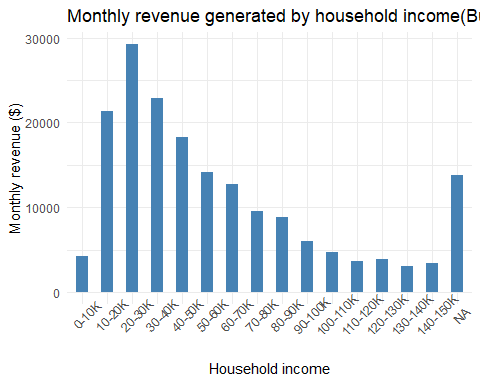 Monthly revenue generated by household income(Bu
Monthly revenue ($)
30000
20000
10000
0
0-10K
10-20K
20-30K
30-40K
40-50K
50-60K
60-70K
70-80K
80-90K
90-100K
100-110K
110-120K
120-130K
130-140K
140-150K
NA
Household income